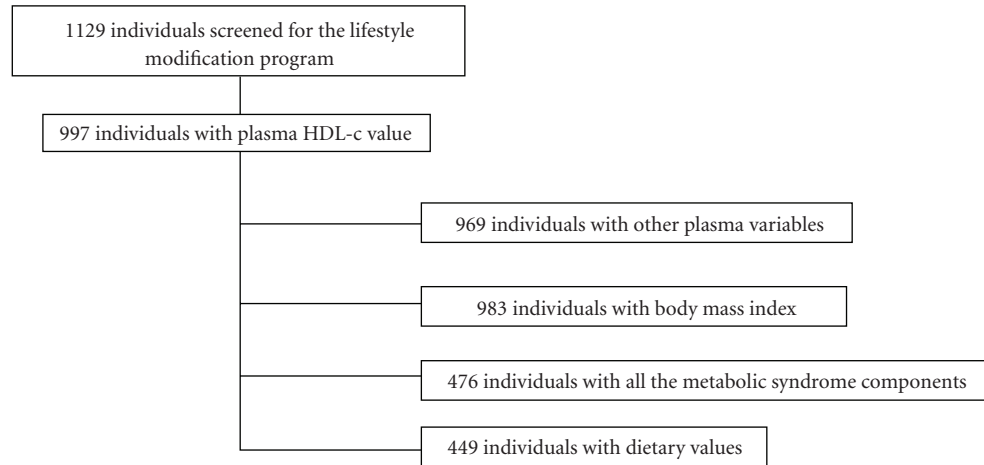 1129 individuals screened for the lifestyle
modification program
997 individuals with plasma HDL-c value
969 individuals with other plasma variables
983 individuals with body mass index
476 individuals with all the metabolic syndrome components
449 individuals with dietary values